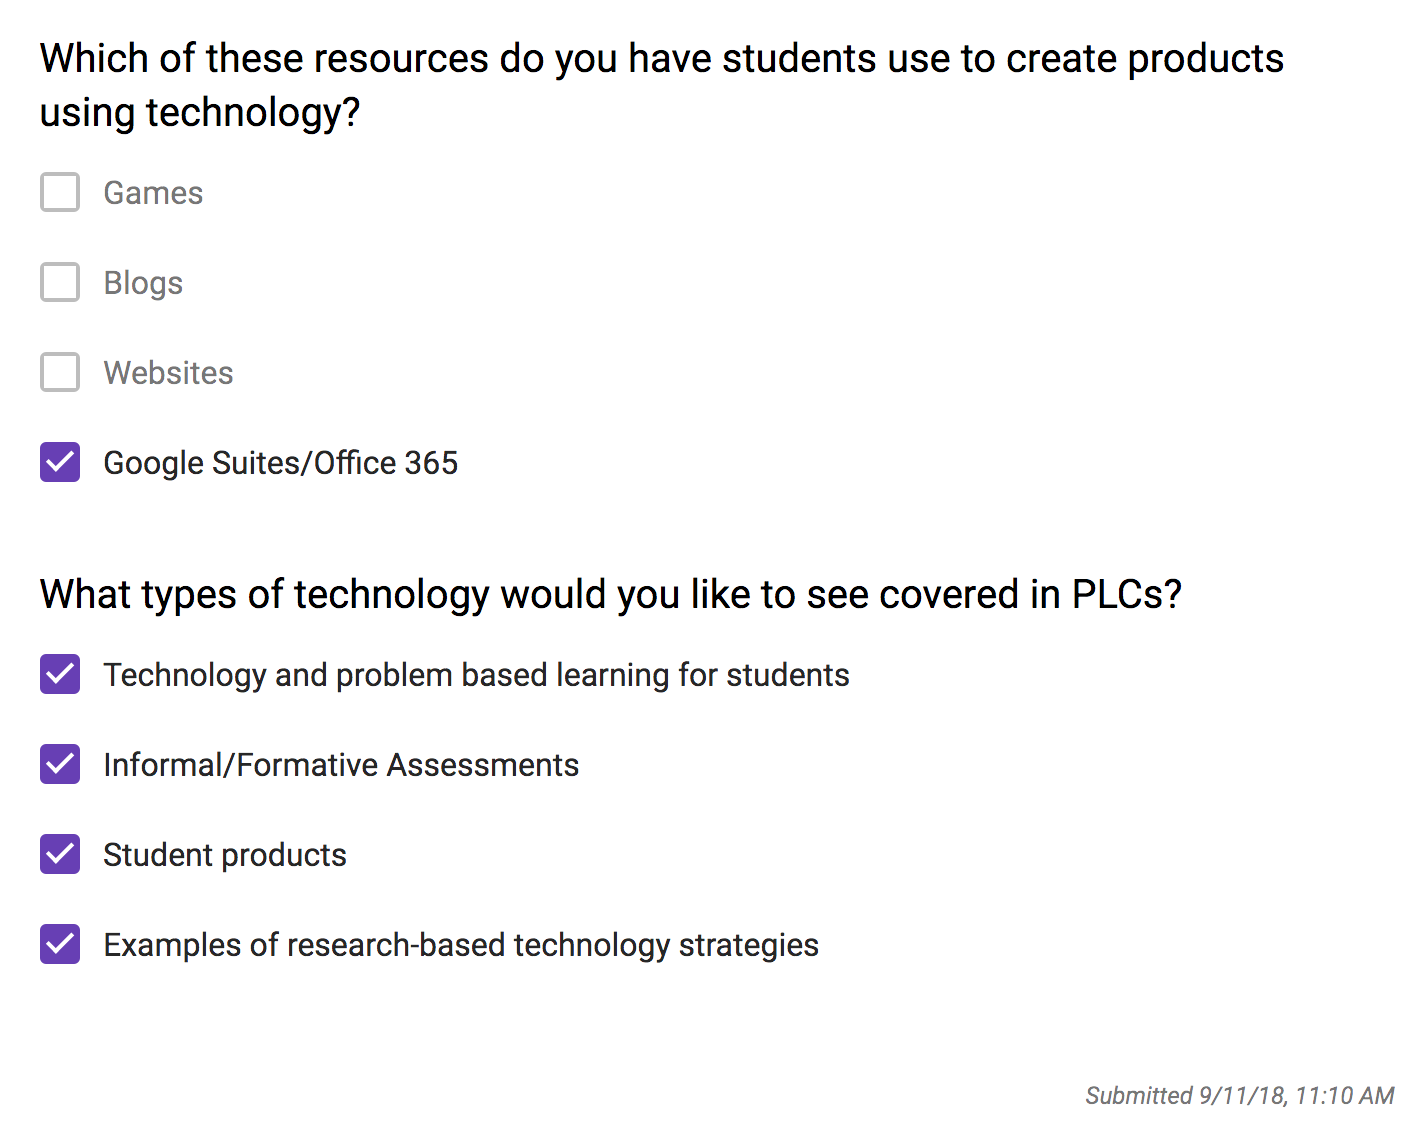 Which of these resources do you have students use to create products
using technology?
Games
Blogs
Websites
Google Suites/Office 365
What types of technology would you like to see covered in PLCs?
Technology and problem based learning for students
Informal/Formative Assessments
Student products
Examples of research-based technology strategies
Submitted 9/11/18, 11:10 AM